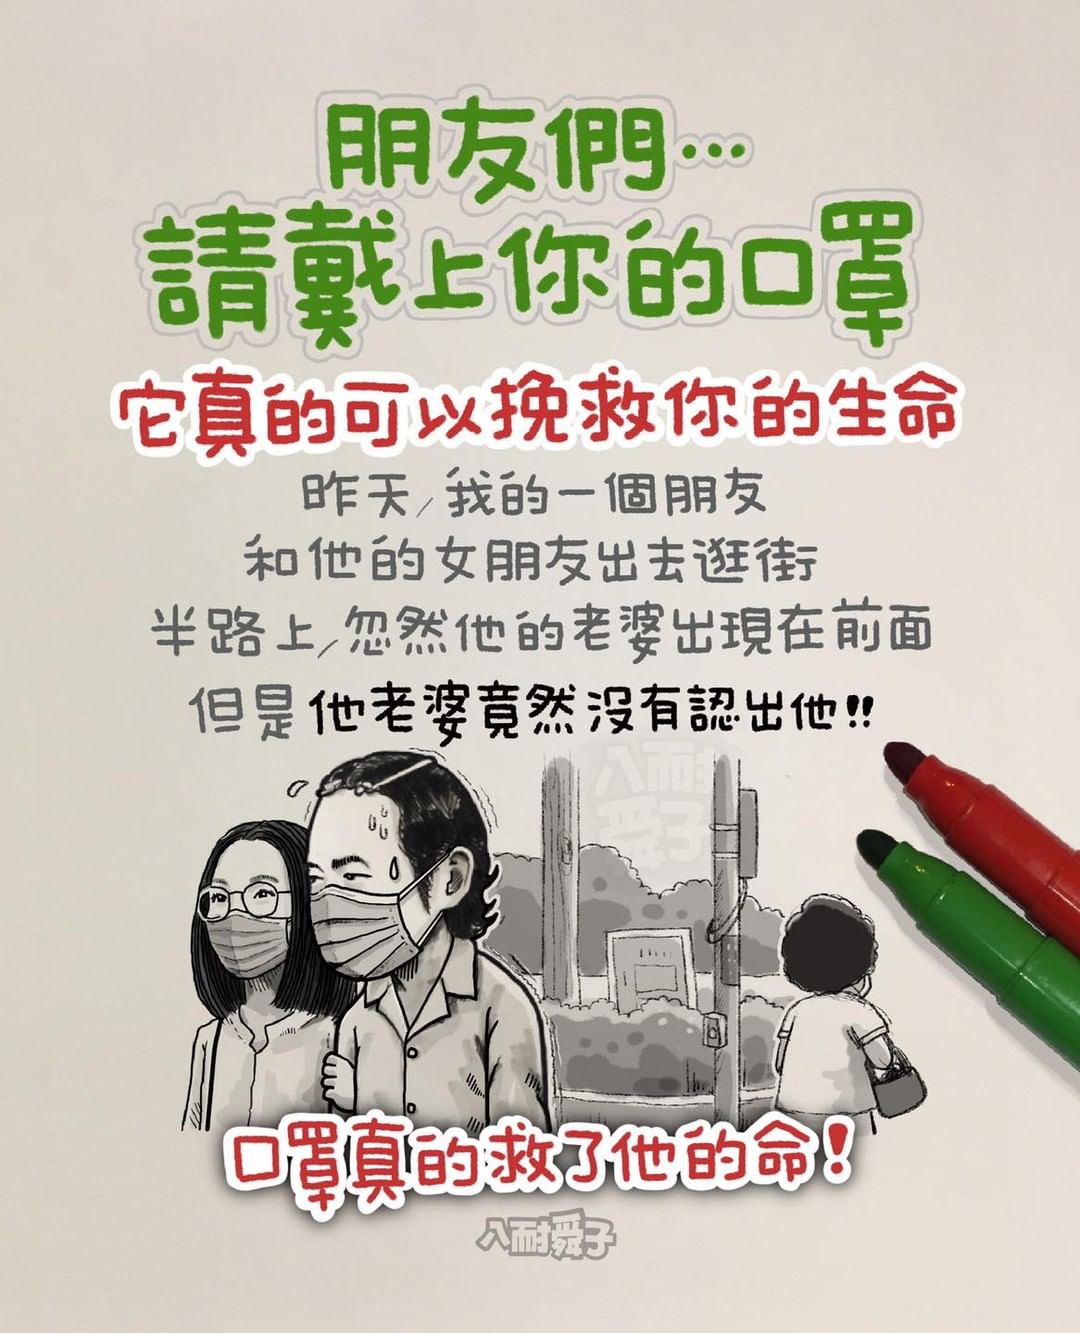 朋友們…
請戴上你的口罩
它真的可以挽救你的生命
昨天,我的一個朋友
和他的女朋友出去逛街
半路上,忽然他的老婆出現在前面
但是他老婆竟然沒有認出他!!
八耐
舜子
口罩真的救了他的命!
八耐舜子